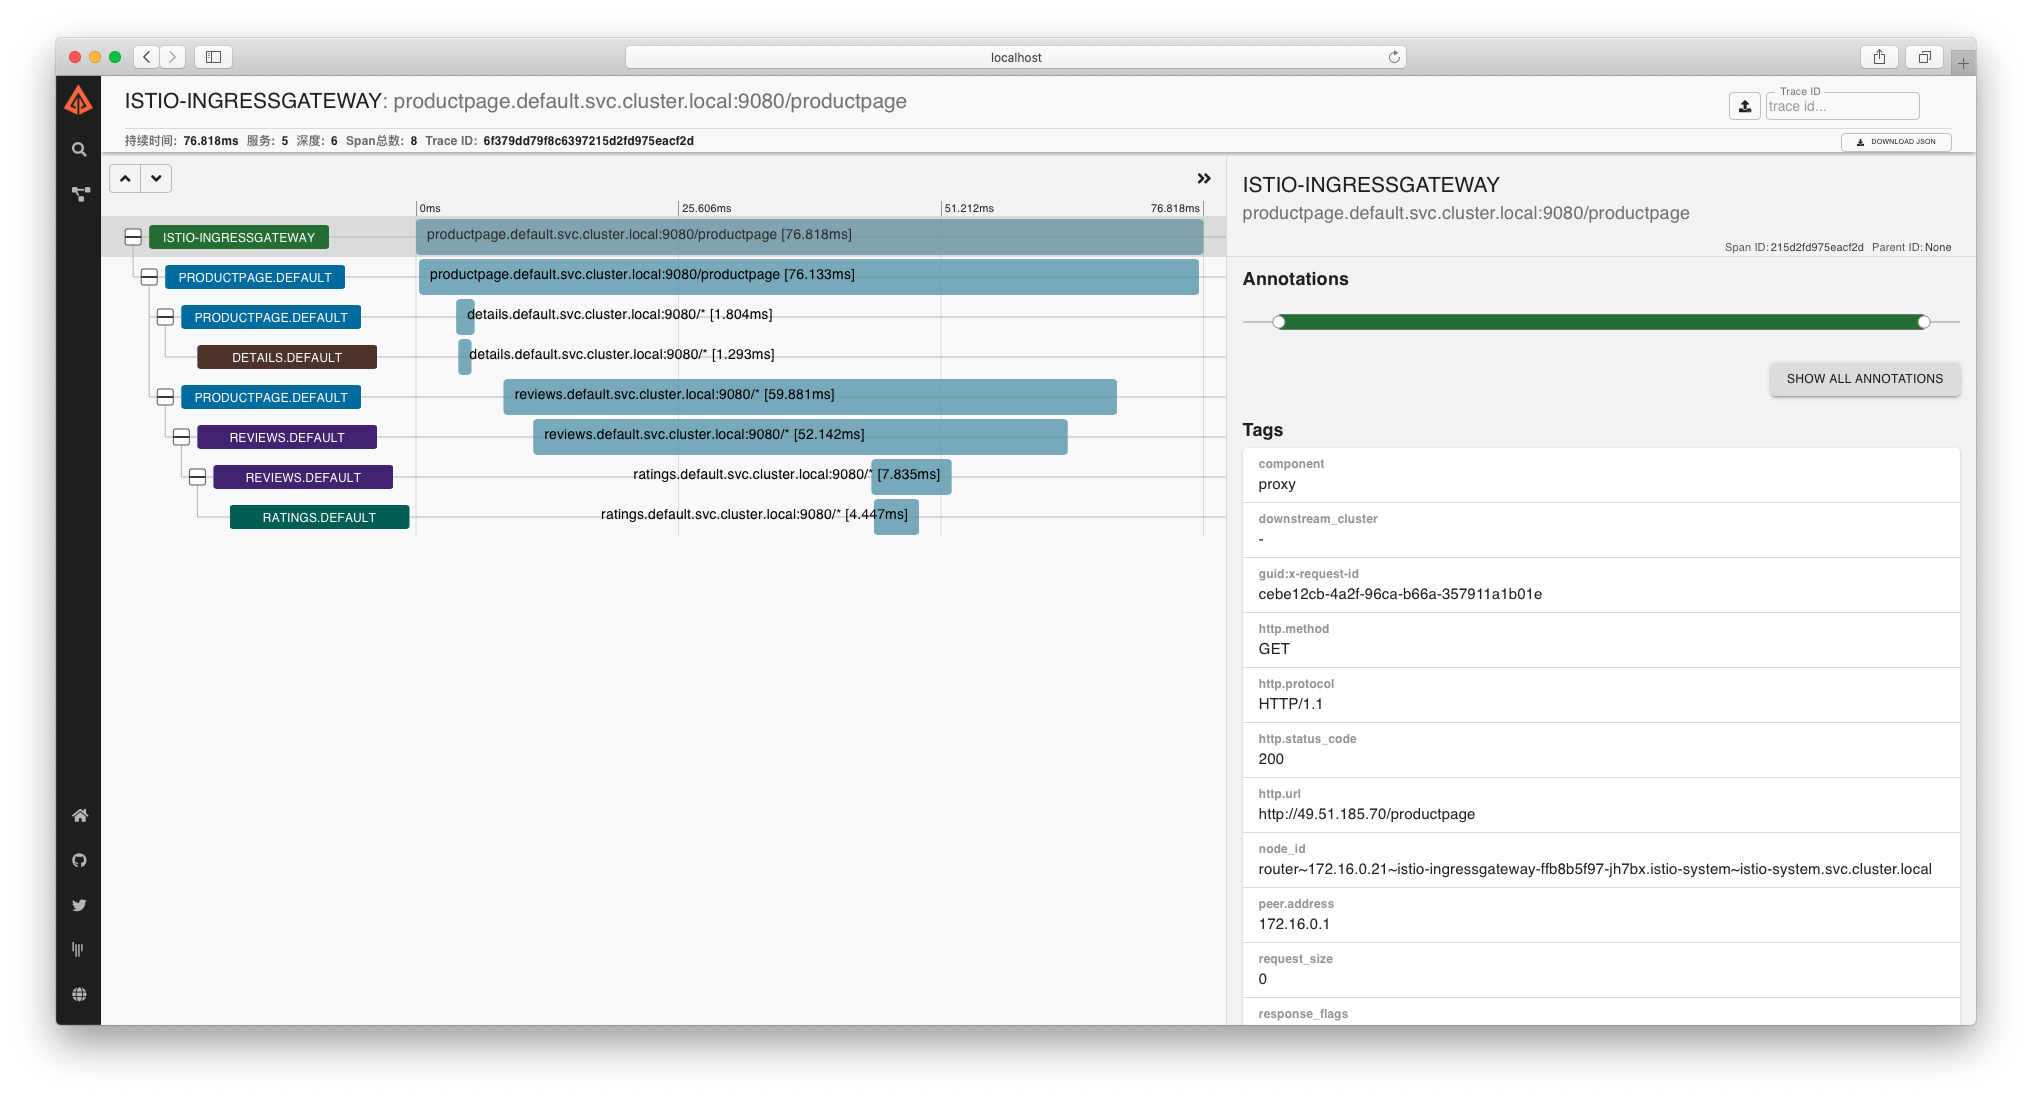 localhost
ISTIO-INGRESSGATEWAY: productpage.default.svc.cluster.local:9080/productpage
Trace ID
trace id...
持续时间: 76.818ms 服务: 5 深度: 6 Span总数: 8 Trace ID: 6f379dd79f8c6397215d2fd975eacf2d
DOWNLOAD JSON
0ms 25.606ms 51.212ms 76.818ms
ISTIO-INGRESSGATEWAY productpage.default.svc.cluster.local:9080/productpage [76.818ms]
PRODUCTPAGE.DEFAULT productpage.default.svc.cluster.local:9080/productpage [76.133ms]
PRODUCTPAGE.DEFAULT details.default.svc.cluster.local:9080/* [1.804ms]
DETAILS.DEFAULT details.default.svc.cluster.local:9080/* [1.293ms]
PRODUCTPAGE.DEFAULT reviews.default.svc.cluster.local:9080/* [59.881ms]
REVIEWS.DEFAULT reviews.default.svc.cluster.local:9080/* [52.142ms]
REVIEWS.DEFAULT ratings.default.svc.cluster.local:9080/* [7.835ms]
RATINGS.DEFAULT ratings.default.svc.cluster.local:9080/* [4.447ms]
ISTIO-INGRESSGATEWAY
productpage.default.svc.cluster.local:9080/productpage
Span ID: 215d2fd975eacf2d Parent ID: None
Annotations
SHOW ALL ANNOTATIONS
Tags
component
proxy
downstream_cluster
-
guid:x-request-id
cebe12cb-4a2f-96ca-b66a-357911a1b01e
http.method
GET
http.protocol
HTTP/1.1
http.status_code
200
http.url
http://49.51.185.70/productpage
node_id
router~172.16.0.21~istio-ingressgateway-ffb8b5f97-jh7bx.istio-system~istio-system.svc.cluster.local
peer.address
172.16.0.1
request_size
0
response_flags